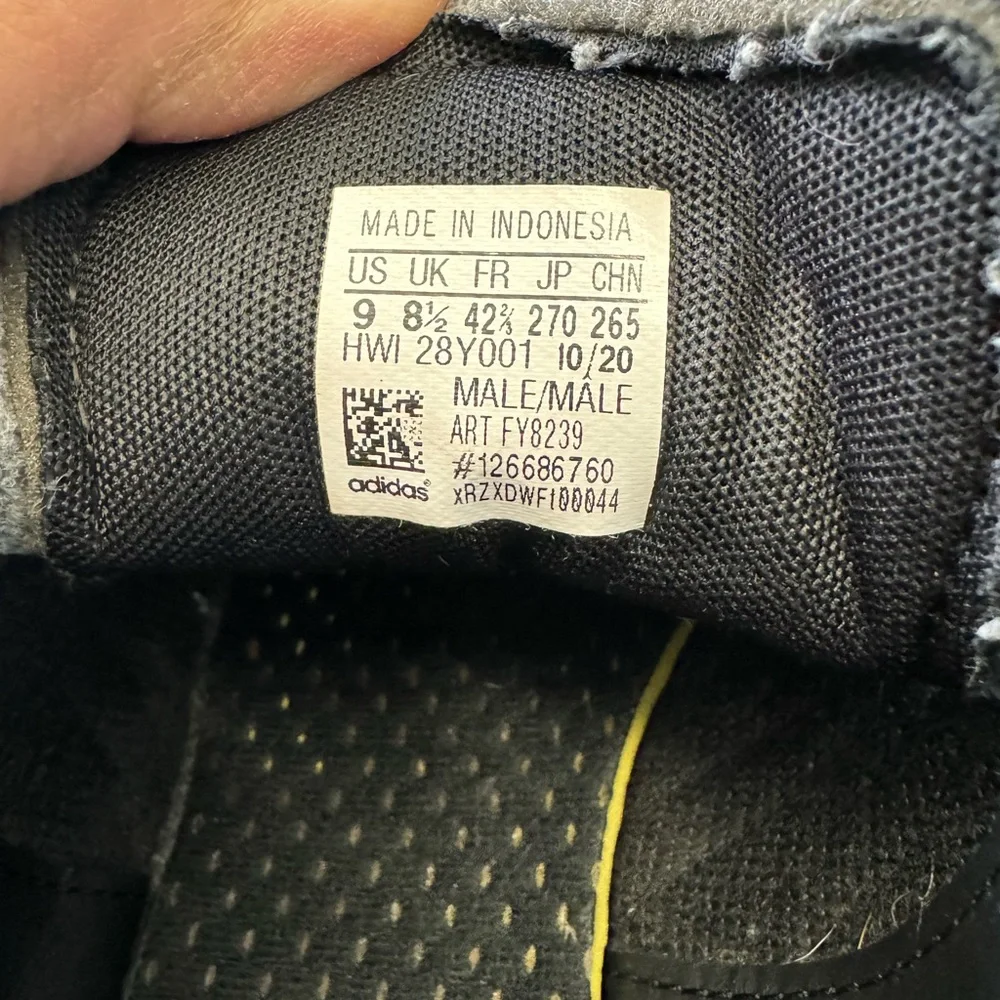 MADE IN INDONESIA
US UK FR JP CHN
9 8½ 42⅔ 270 265
HWI 28Y001 10/20
MALE/MÂLE
ART FY8239
#126686760
adidas®
xRZXDWFl00044